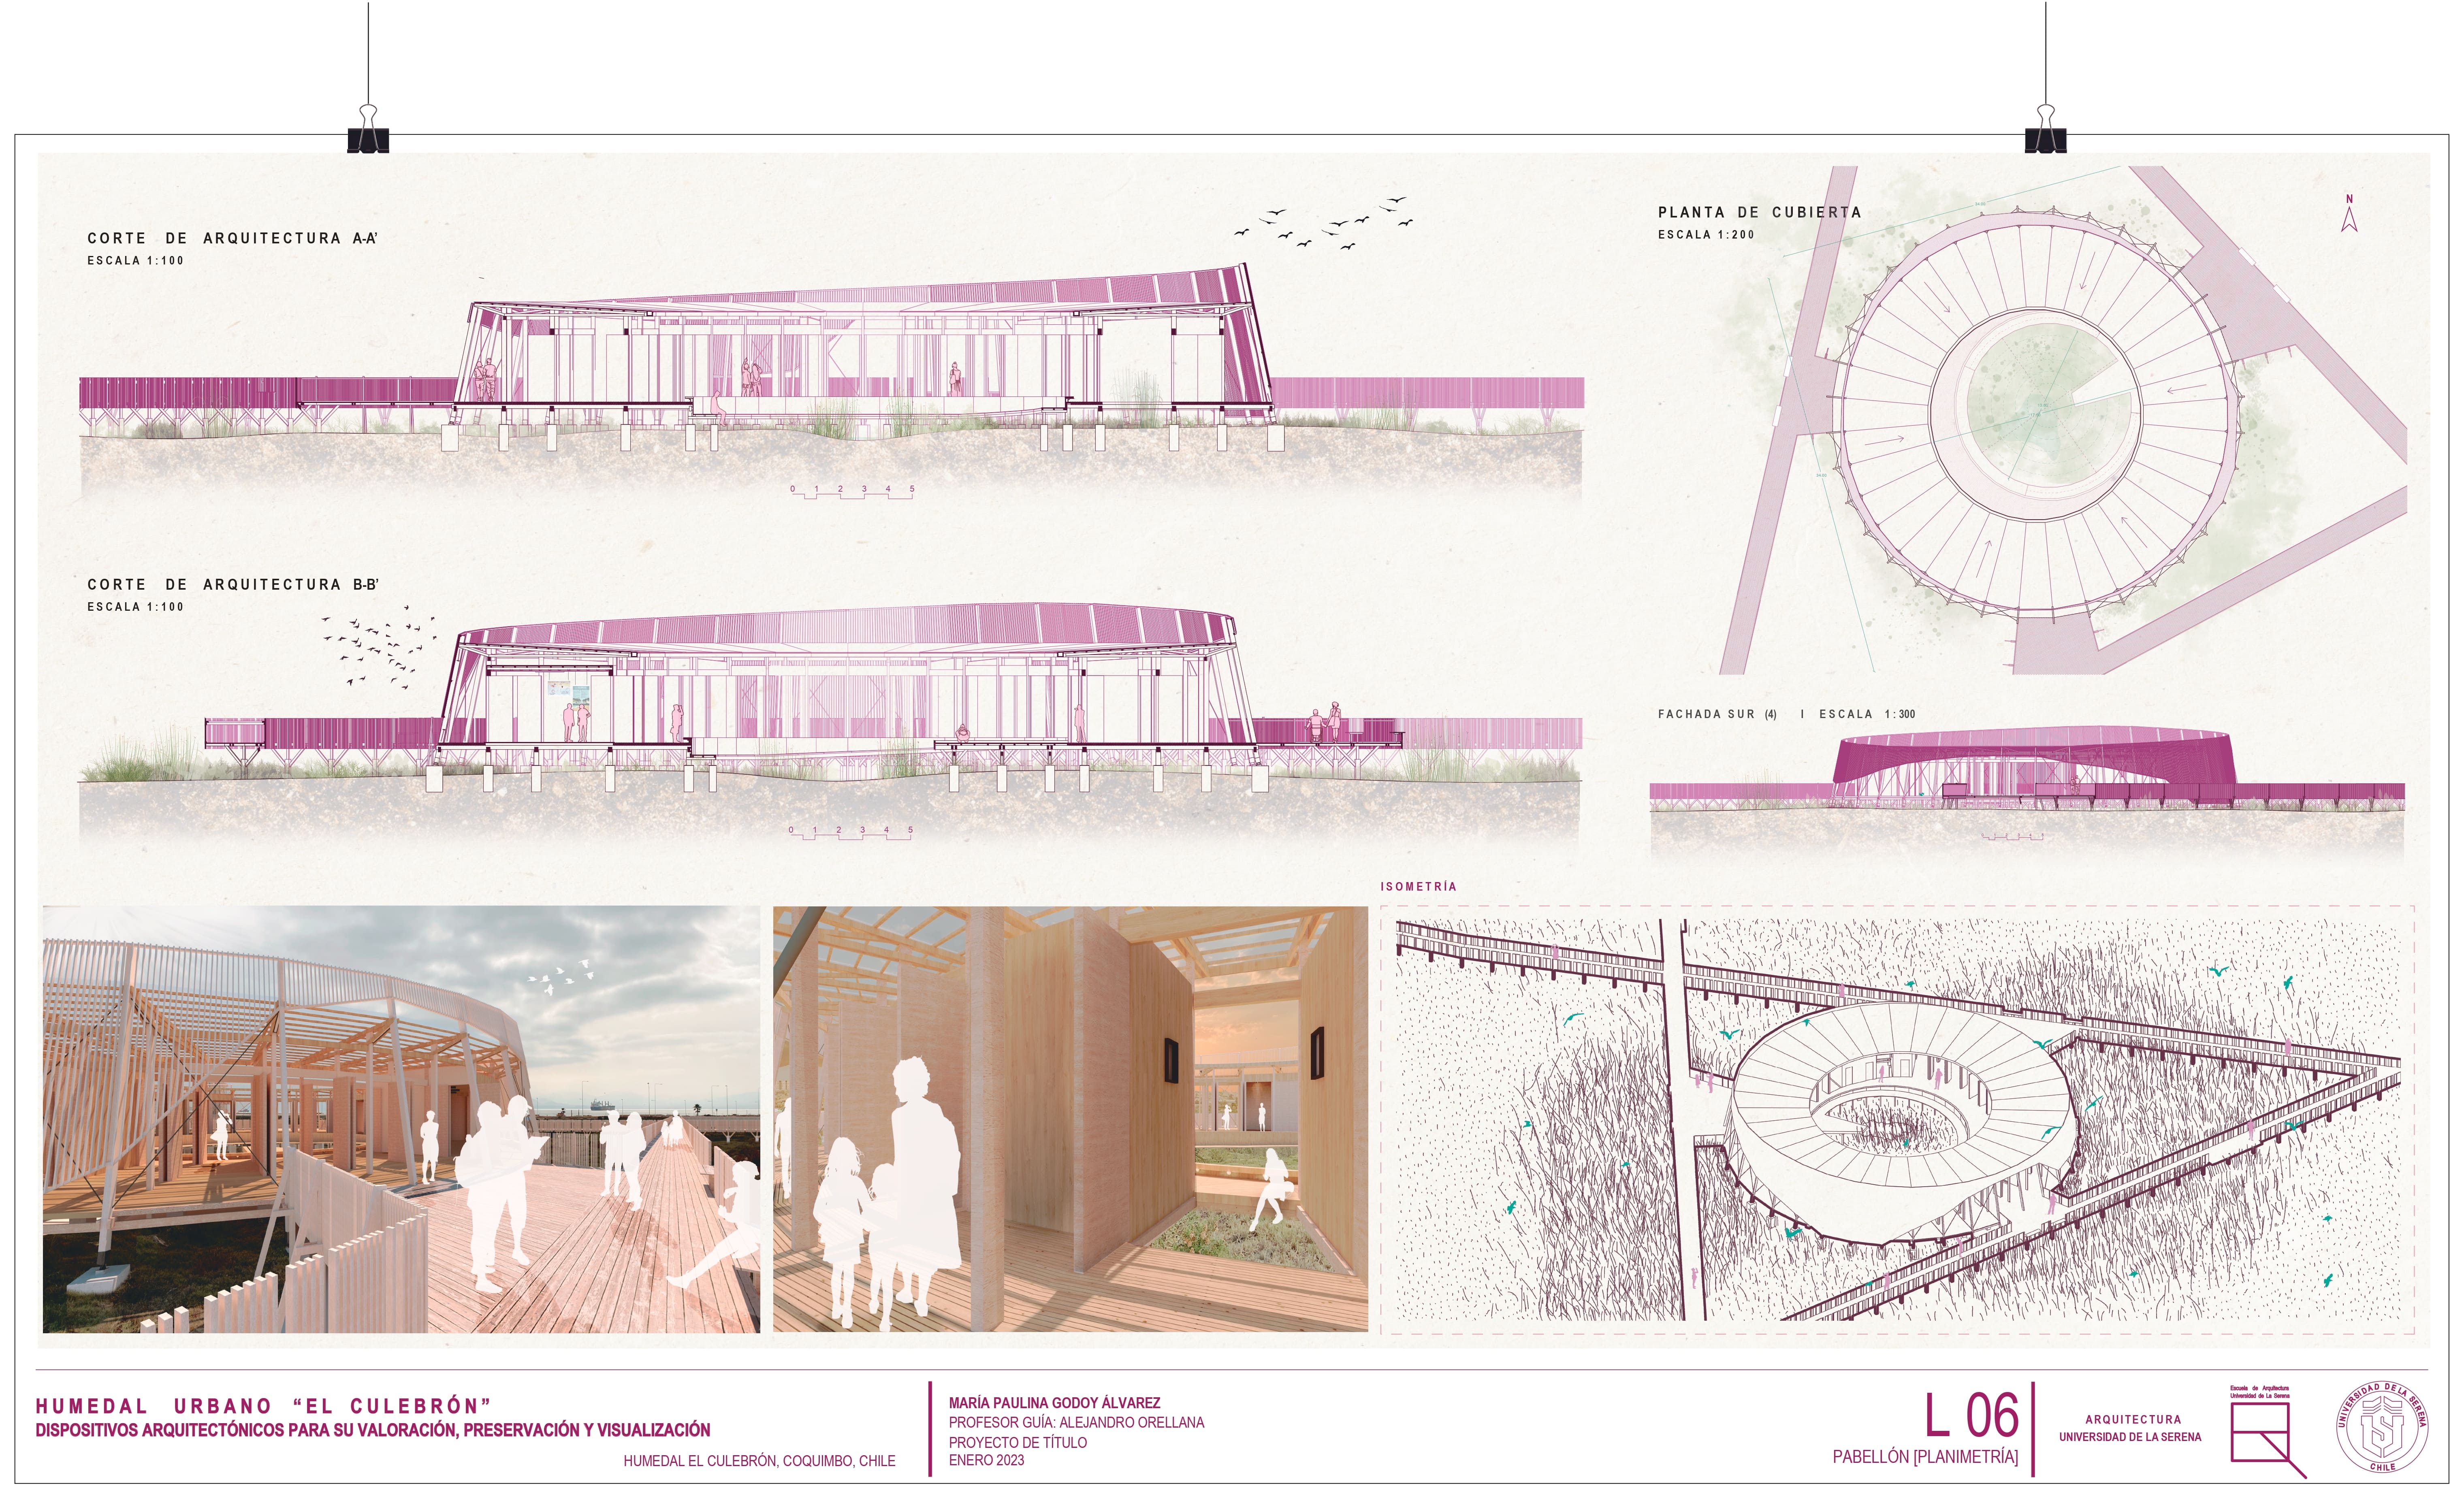 CORTE DE ARQUITECTURA A-A'
ESCALA 1:100
0 1 2 3 4 5
CORTE DE ARQUITECTURA B-B'
ESCALA 1:100
0 1 2 3 4 5
PLANTA DE CUBIERTA
ESCALA 1:200
N
FACHADA SUR (4) I ESCALA 1:300
ISOMETRÍA
HUMEDAL URBANO “EL CULEBRÓN”
DISPOSITIVOS ARQUITECTÓNICOS PARA SU VALORACIÓN, PRESERVACIÓN Y VISUALIZACIÓN
HUMEDAL EL CULEBRÓN, COQUIMBO, CHILE
MARÍA PAULINA GODOY ÁLVAREZ
PROFESOR GUÍA: ALEJANDRO ORELLANA
PROYECTO DE TÍTULO
ENERO 2023
L 06
PABELLÓN [PLANIMETRÍA]
ARQUITECTURA
UNIVERSIDAD DE LA SERENA
Escuela de Arquitectura
Universidad de La Serena
UNIVERSIDAD DE LA SERENA
CHILE